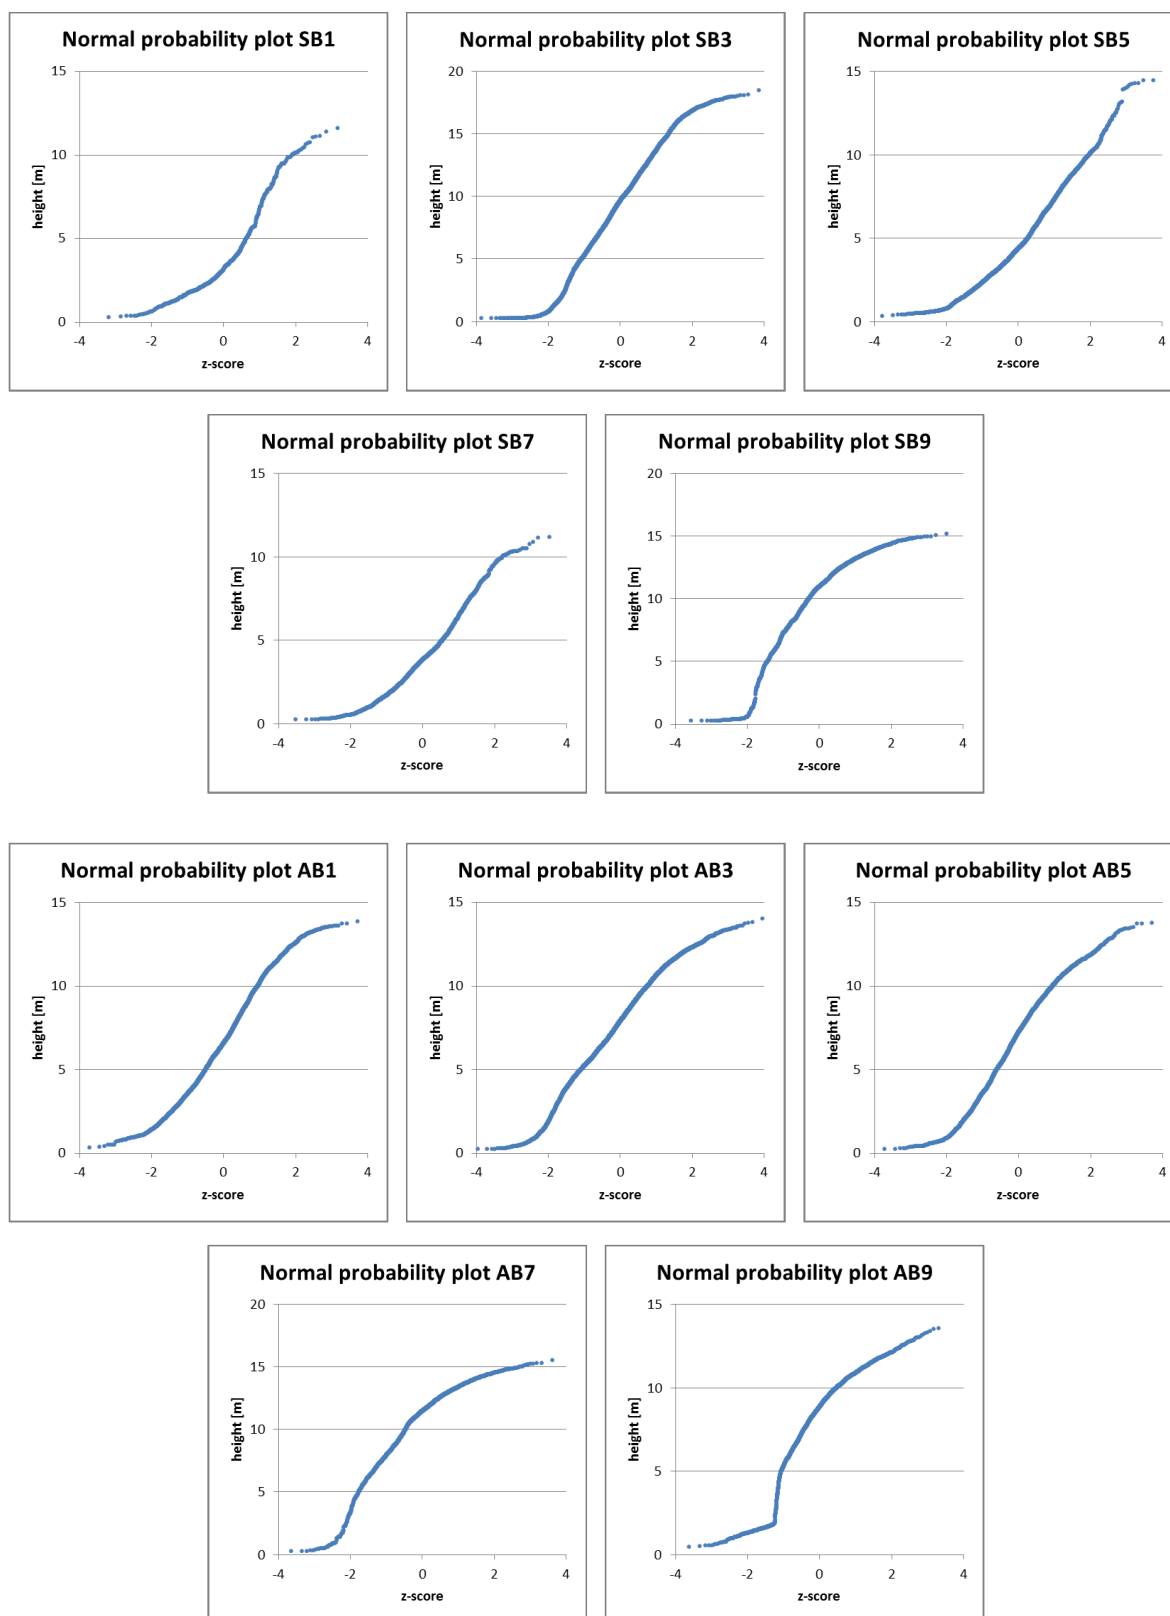 Normal probability plot SB1
15
10
5
0
-4 -2 0 2 4
height [m]
z-score
Normal probability plot SB3
20
15
10
5
0
-4 -2 0 2 4
height [m]
z-score
Normal probability plot SB5
15
10
5
0
-4 -2 0 2 4
height [m]
z-score
Normal probability plot SB7
15
10
5
0
-4 -2 0 2 4
height [m]
z-score
Normal probability plot SB9
20
15
10
5
0
-4 -2 0 2 4
height [m]
z-score
Normal probability plot AB1
15
10
5
0
-4 -2 0 2 4
height [m]
z-score
Normal probability plot AB3
15
10
5
0
-4 -2 0 2 4
height [m]
z-score
Normal probability plot AB5
15
10
5
0
-4 -2 0 2 4
height [m]
z-score
Normal probability plot AB7
20
15
10
5
0
-4 -2 0 2 4
height [m]
z-score
Normal probability plot AB9
15
10
5
0
-4 -2 0 2 4
height [m]
z-score